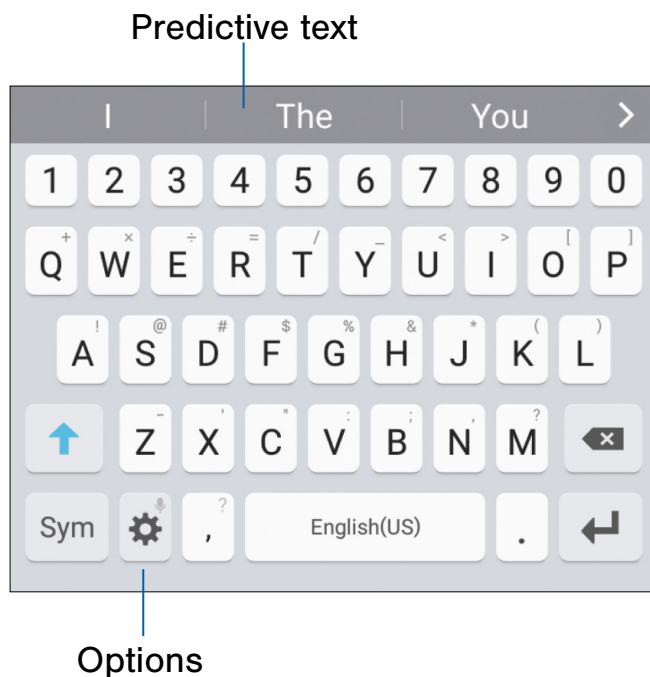 Predictive text
I The You >
1 2 3 4 5 6 7 8 9 0
+ × ÷ = / _ < > [ ]
Q W E R T Y U I O P
! @ # $ % & * ( )
A S D F G H J K L
- ' " : ; , ?
Z X C V B N M
?
Sym , English(US) .
Options